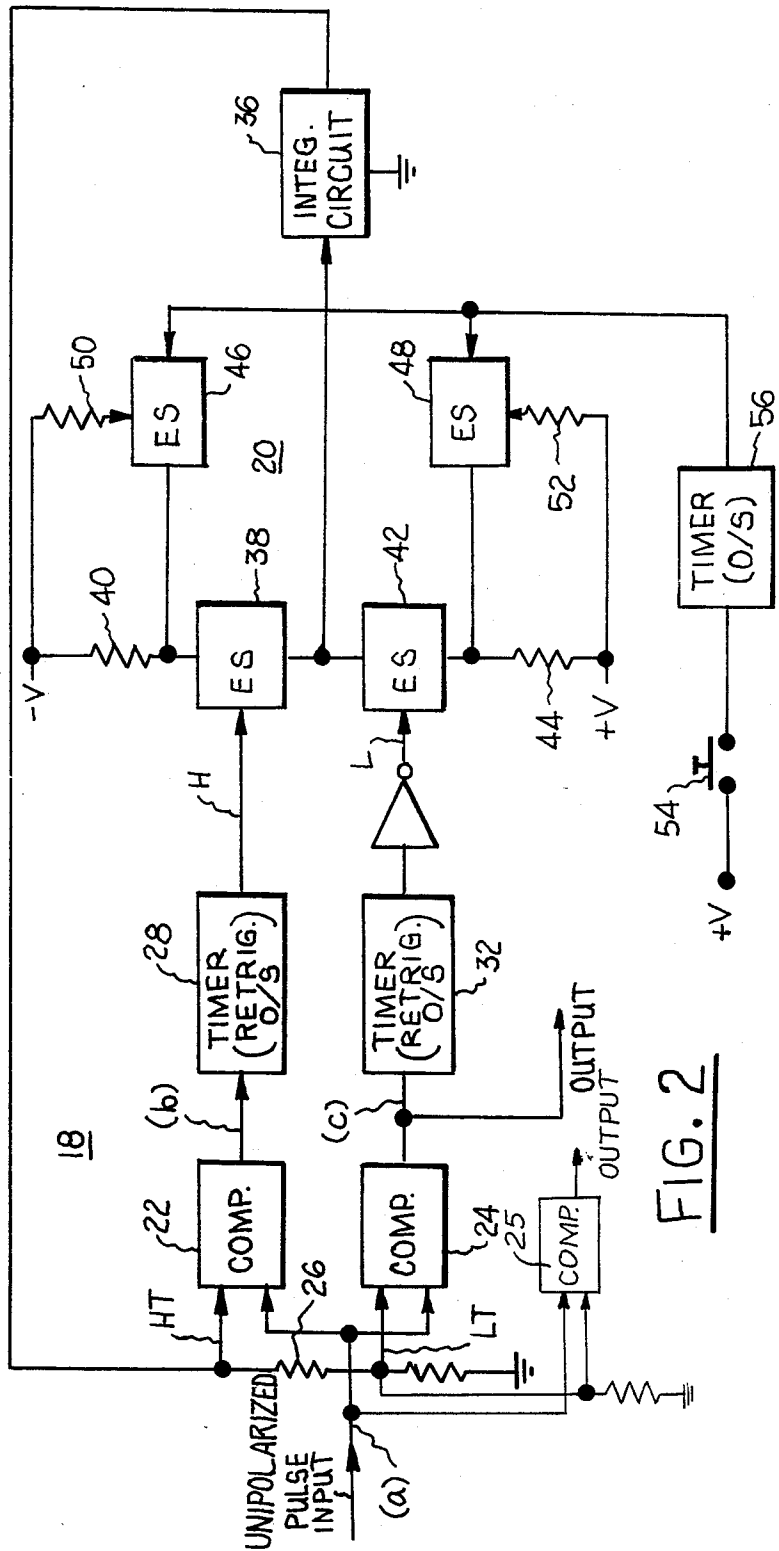 18
UNIPOLARIZED
PULSE
INPUT
(a)
HT
22
COMP.
(b)
28
TIMER
(RETRIG.
O/S)
H
38
ES
40
-V
50
ES
46
20
36
INTEG.
CIRCUIT
26
LT
COMP.
24
(c)
TIMER
(RETRIG.
O/S)
32
L
ES
42
44
+V
48
ES
52
25
COMP.
OUTPUT
OUTPUT
+V
54
TIMER
(O/S)
56
FIG. 2